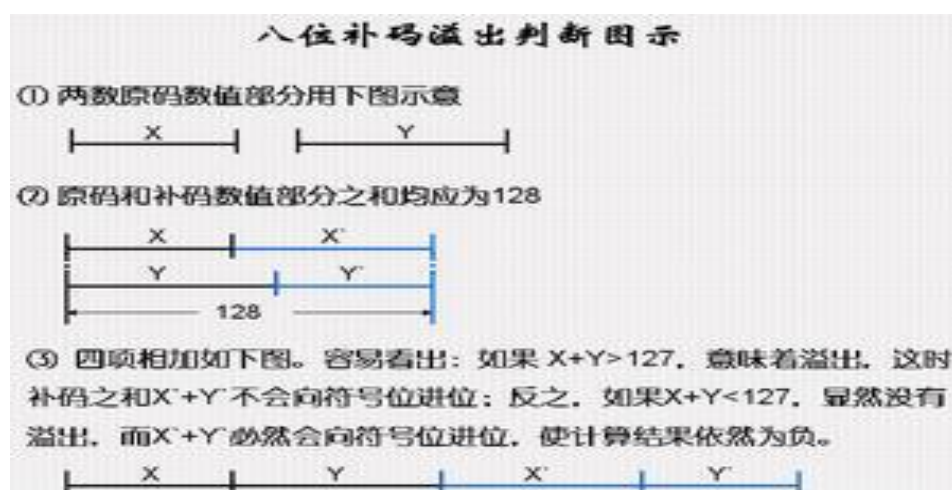 八位补码溢出判断图示
① 两数原码数值部分用下图示意
X Y
② 原码和补码数值部分之和均应为128
X X`
Y Y`
128
③ 四项相加如下图。容易看出：如果 X+Y>127，意味着溢出，这时
补码之和X`+Y`不会向符号位进位；反之，如果X+Y<127，显然没有
溢出，而X`+Y`必然会向符号位进位，使计算结果依然为负。
X Y X` Y`